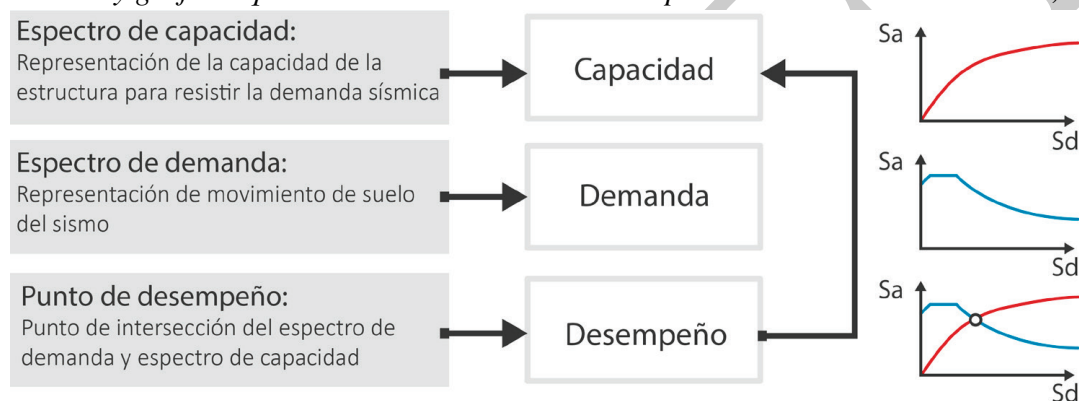 Espectro de capacidad:
Representación de la capacidad de la
estructura para resistir la demanda sísmica
Capacidad
Sa
Sd
Espectro de demanda:
Representación de movimiento de suelo
del sismo
Demanda
Sa
Sd
Punto de desempeño:
Punto de intersección del espectro de
demanda y espectro de capacidad
Desempeño
Sa
Sd